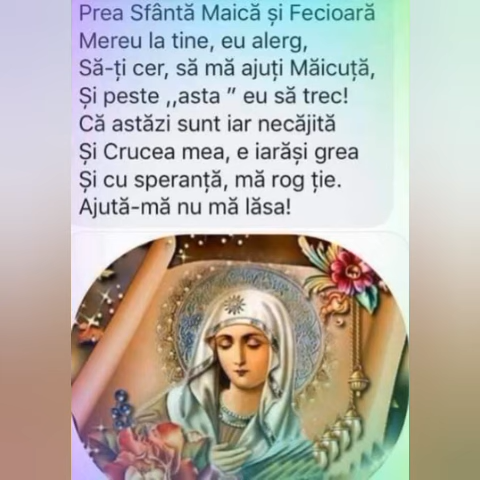 Prea Sfântă Maică și Fecioară
Mereu la tine, eu alerg,
Să-ți cer, să mă ajuți Măicuță,
Și peste ,,asta ” eu să trec!
Că astăzi sunt iar necăjită
Și Crucea mea, e iarăși grea
Și cu speranță, mă rog ție.
Ajută-mă nu mă lăsa!